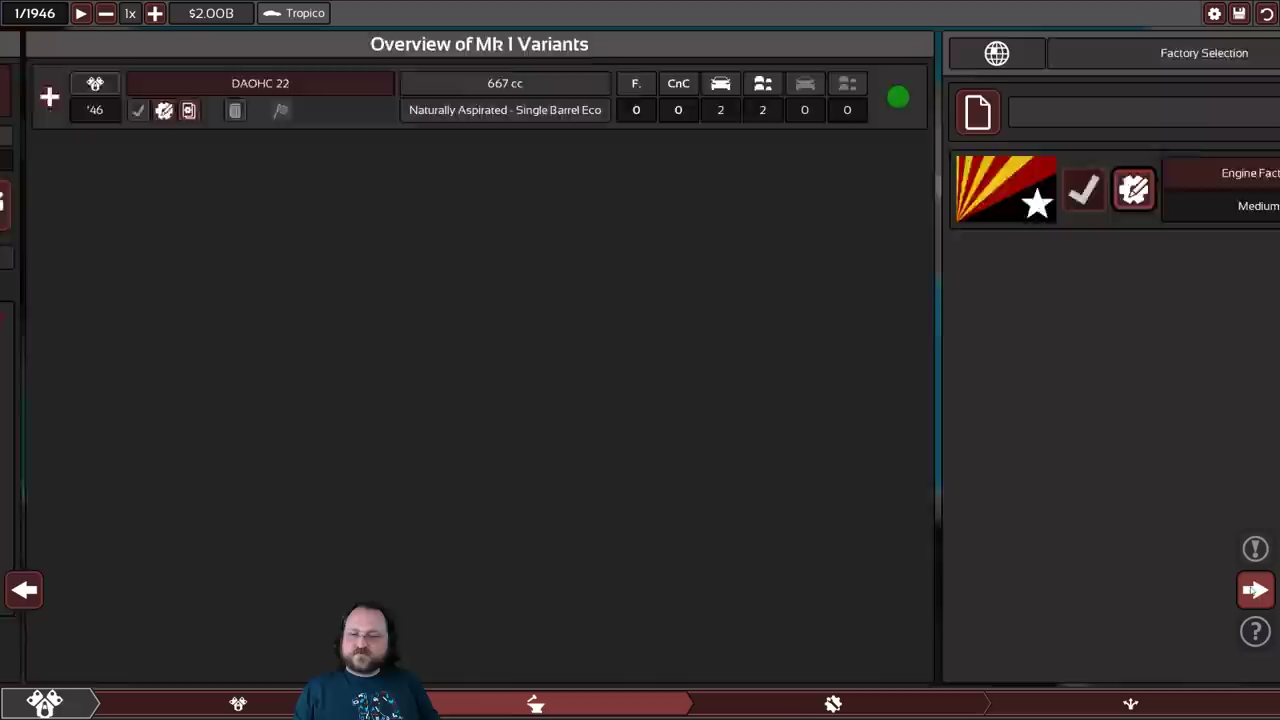 1/1946
1x
$2.00B
Tropico
Overview of Mk 1 Variants
Factory Selection
DAOHC 22
667 cc
F.
CnC
'46
Naturally Aspirated - Single Barrel Eco
0
0
2
2
0
0
Engine Fact
Medium